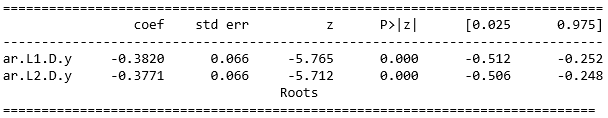 ==============================================================================
                 coef    std err          z      P>|z|      [0.025      0.975]
------------------------------------------------------------------------------
ar.L1.D.y     -0.3820      0.066     -5.765      0.000      -0.512      -0.252
ar.L2.D.y     -0.3771      0.066     -5.712      0.000      -0.506      -0.248
                                    Roots
=============================================================================